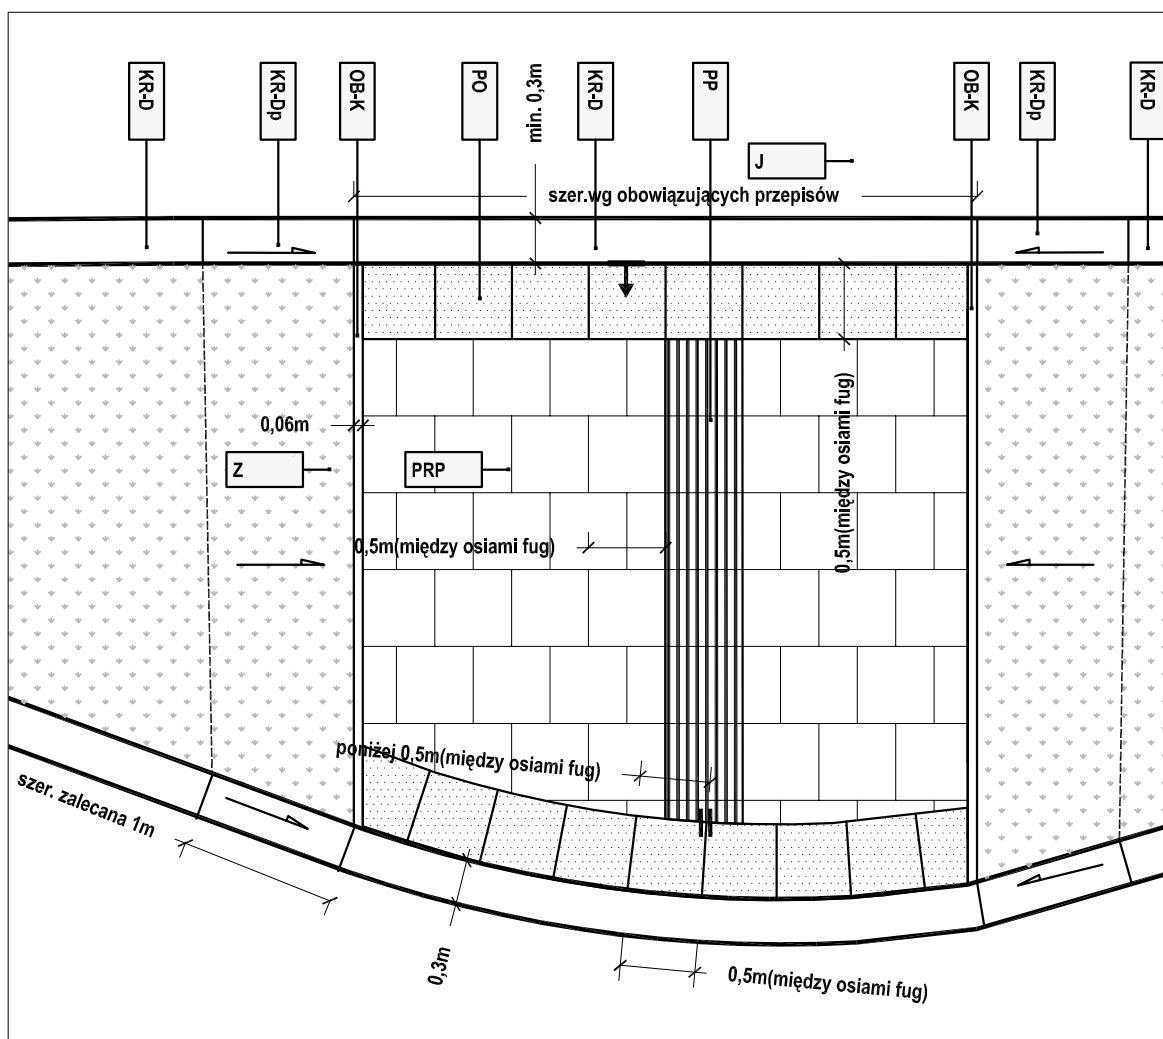 KR-D
KR-Dp
OB-K
PO
min. 0,3m
KR-D
PP
J
OB-K
KR-Dp
KR-D
szer.wg obowiązujących przepisów
0,06m
Z
PRP
0,5m(między osiami fug)
0,5m(między osiami fug)
poniżej 0,5m(między osiami fug)
szer. zalecana 1m
0,3m
0,5m(między osiami fug)